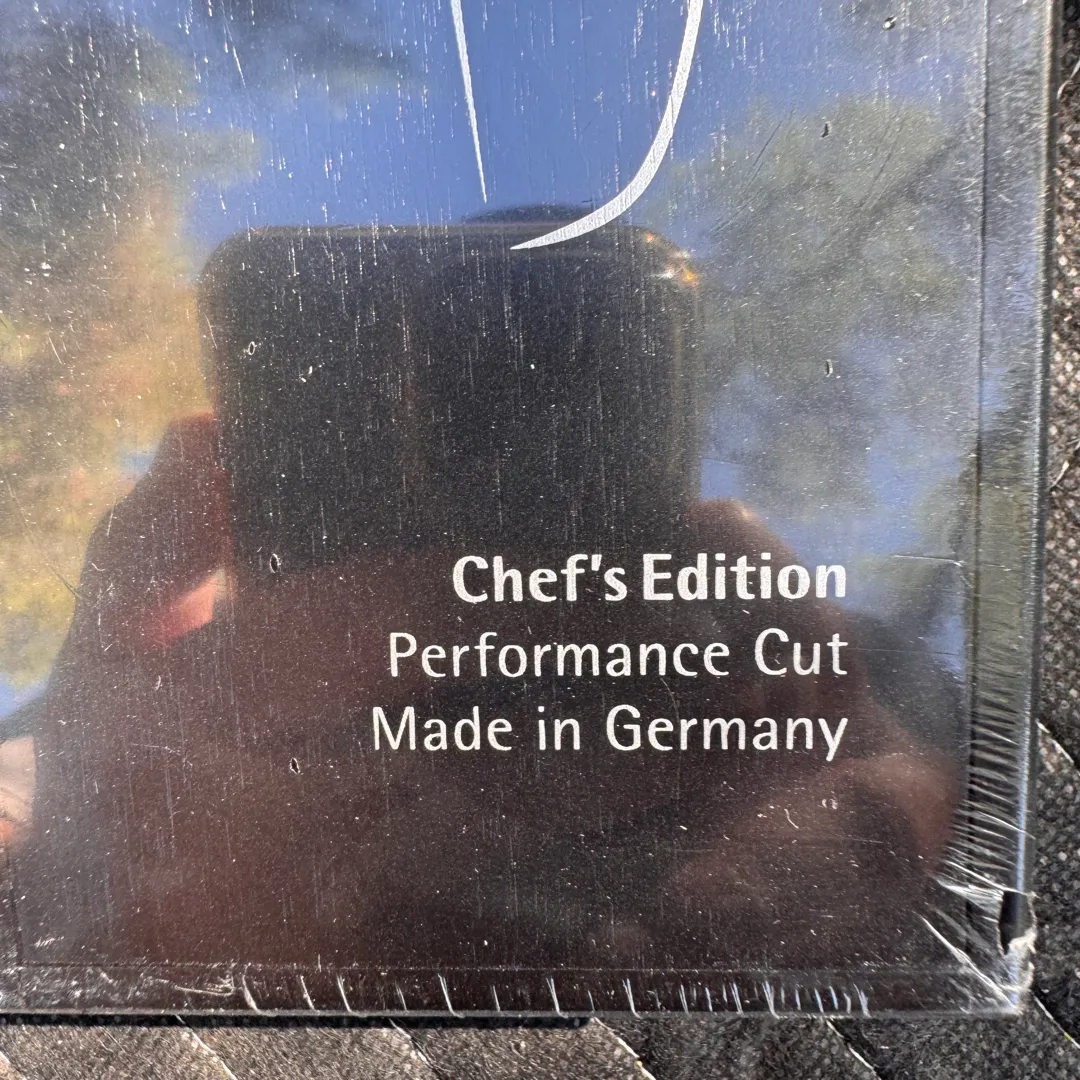 Chef's Edition
Performance Cut
Made in Germany